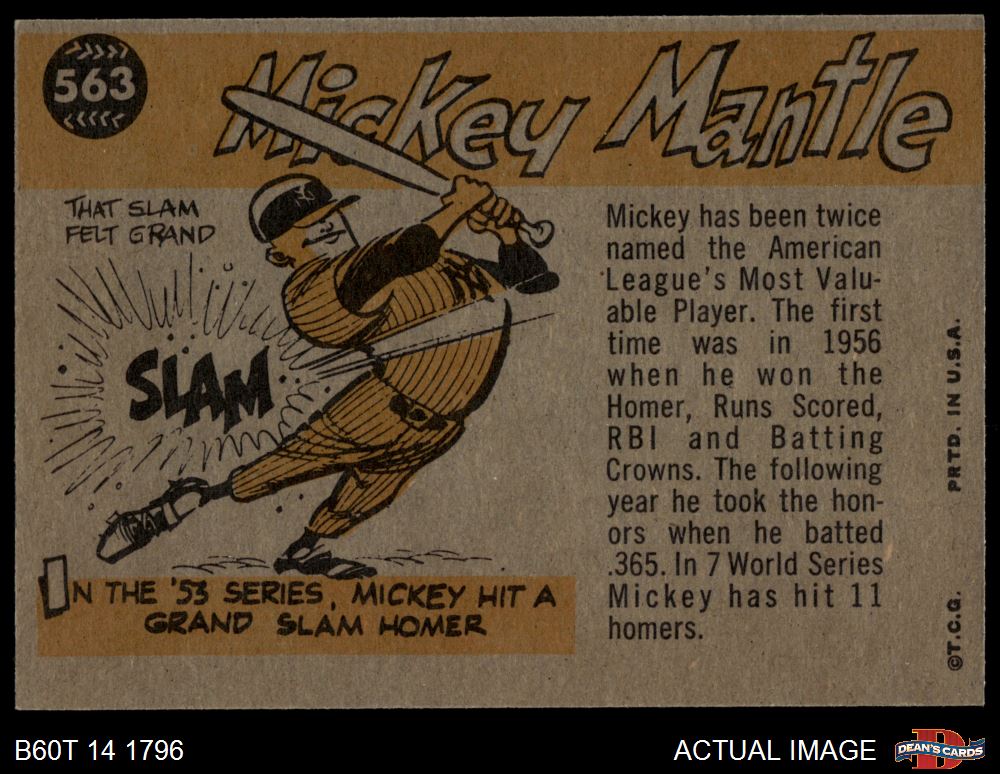 563
Mickey Mantle
THAT SLAM
FELT GRAND
SLAM
IN THE '53 SERIES, MICKEY HIT A
GRAND SLAM HOMER
Mickey has been twice
named the American
League's Most Valu-
able Player. The first
time was in 1956
when he won the
Homer, Runs Scored,
RBI and Batting
Crowns. The following
year he took the hon-
ors when he batted
.365. In 7 World Series
Mickey has hit 11
homers.
©T.C.G. PRTD. IN U.S.A.
B60T 14 1796
ACTUAL IMAGE
D
DEAN'S CARDS